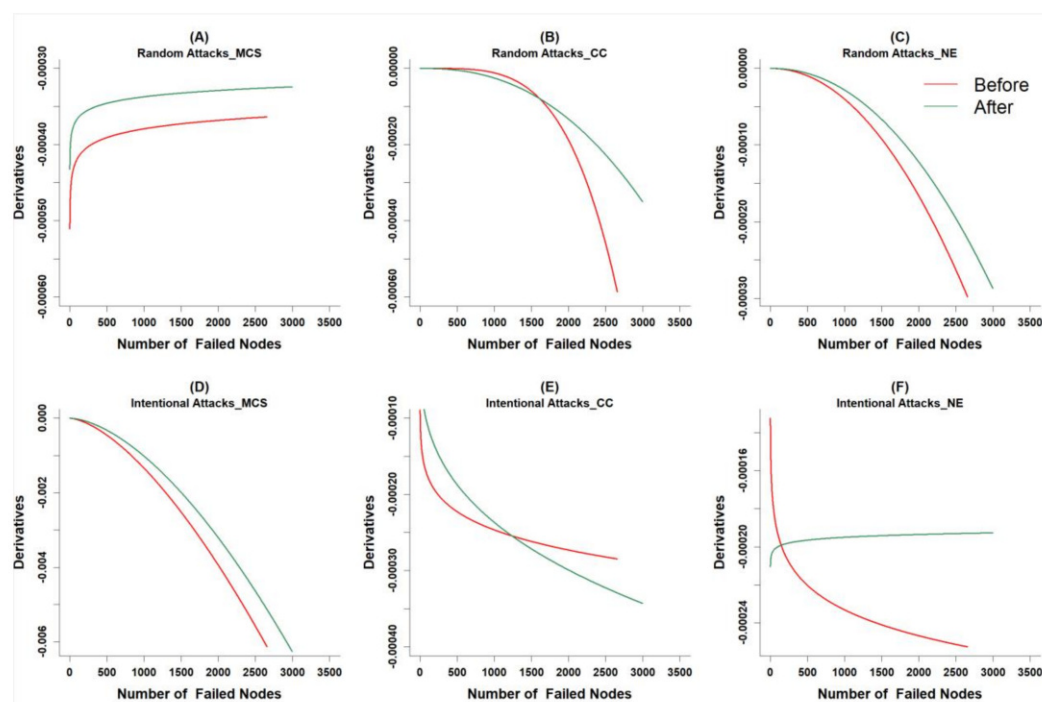 (A)
Random Attacks_MCS
Derivatives
-0.00030
-0.00040
-0.00050
-0.00060
0 500 1000 1500 2000 2500 3000 3500
Number of Failed Nodes
(B)
Random Attacks_CC
Derivatives
0.00000
-0.00020
-0.00040
-0.00060
0 500 1000 1500 2000 2500 3000 3500
Number of Failed Nodes
(C)
Random Attacks_NE
Before
After
Derivatives
0.00000
-0.00010
-0.00020
-0.00030
0 500 1000 1500 2000 2500 3000 3500
Number of Failed Nodes
(D)
Intentional Attacks_MCS
Derivatives
0.000
-0.002
-0.004
-0.006
0 500 1000 1500 2000 2500 3000 3500
Number of Failed Nodes
(E)
Intentional Attacks_CC
Derivatives
-0.00010
-0.00020
-0.00030
-0.00040
0 500 1000 1500 2000 2500 3000 3500
Number of Failed Nodes
(F)
Intentional Attacks_NE
Derivatives
-0.00016
-0.00020
-0.00024
0 500 1000 1500 2000 2500 3000 3500
Number of Failed Nodes